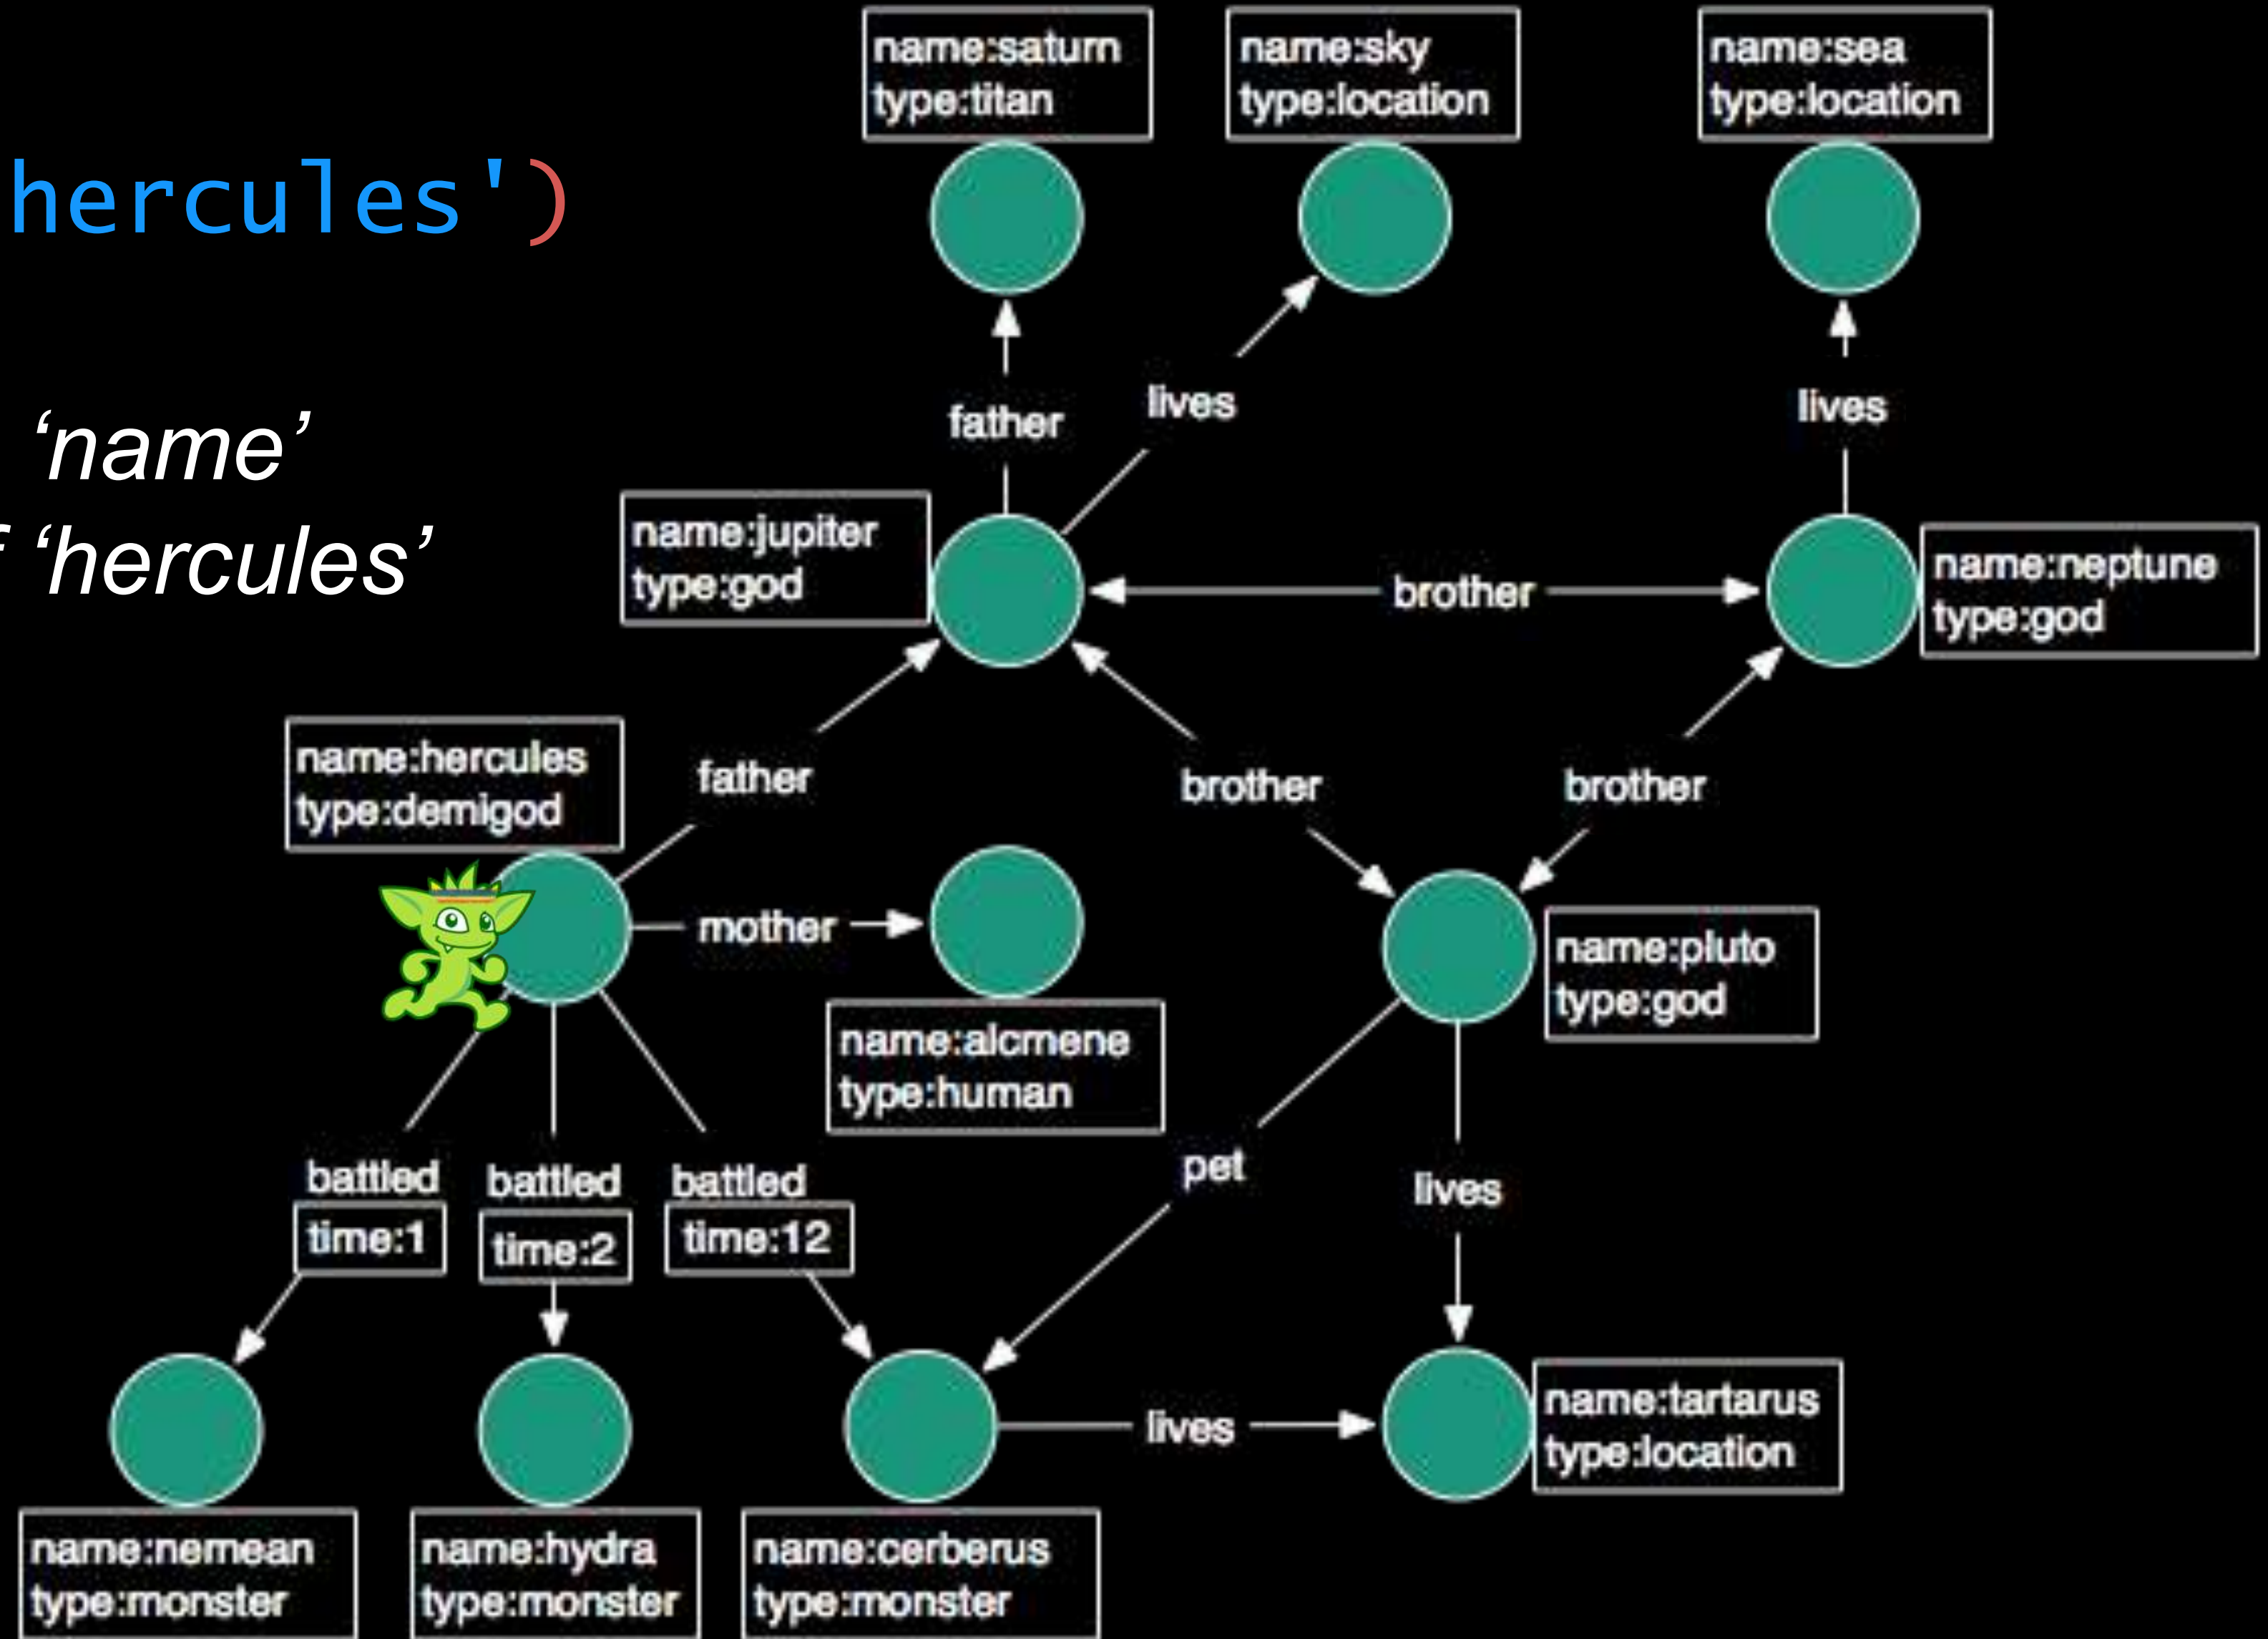 name:saturn
type:titan
name:sky
type:location
name:sea
type:location
hercules')
‘name’
f ‘hercules’
father
lives
lives
name:jupiter
type:god
brother
name:neptune
type:god
name:hercules
type:demigod
father
brother
brother
mother
name:alcmene
type:human
name:pluto
type:god
battled
time:1
battled
time:2
battled
time:12
pet
lives
lives
name:tartarus
type:location
name:nemean
type:monster
name:hydra
type:monster
name:cerberus
type:monster